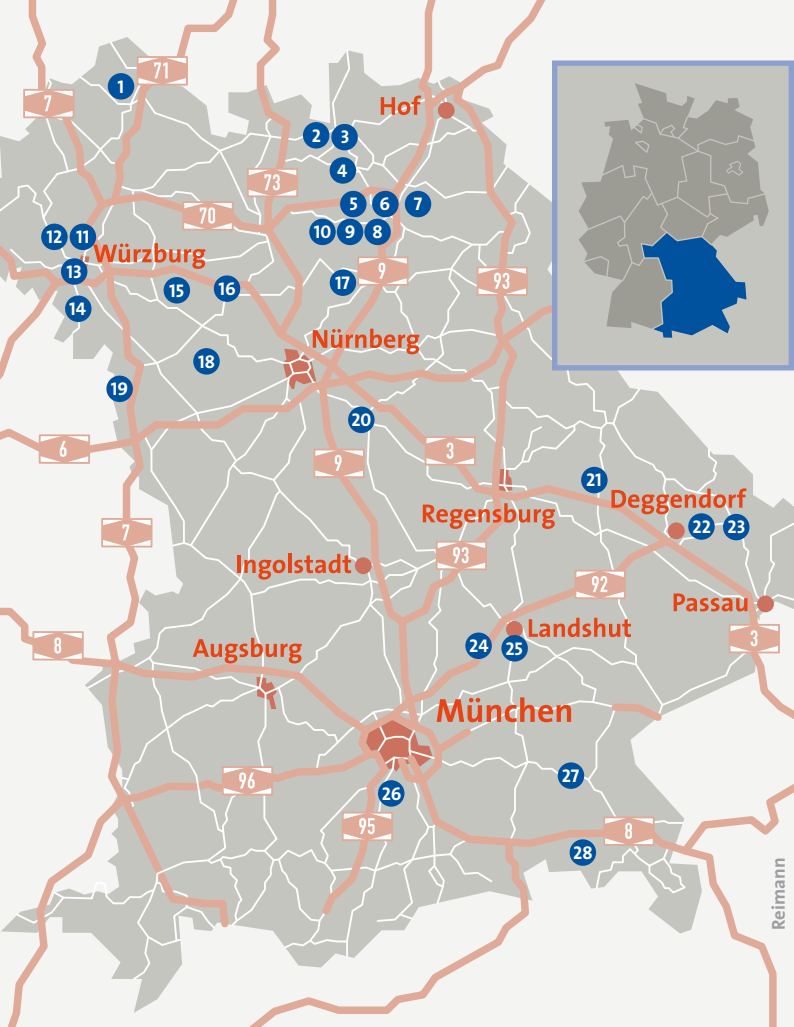 71
1
7
Hof
2 3
4
73
5 6 7
70
10 9 8
12 11
Würzburg
13
9
93
17
15 16
14
Nürnberg
18
19
20
6
3
9
21
Deggendorf
Regensburg
22 23
7
93
Ingolstadt
92
Passau
Landshut
8
Augsburg
24 25
3
München
96
27
26
95
8
28
Reimann